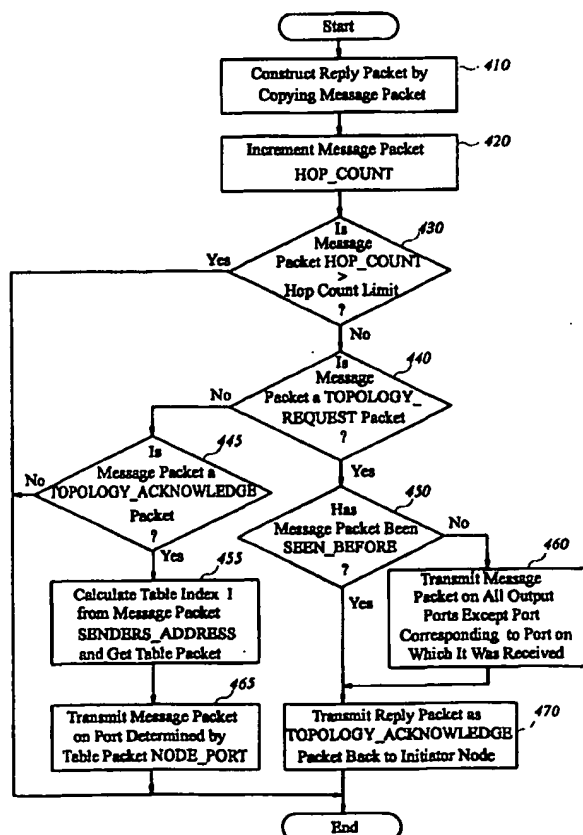 Start
Construct Reply Packet by
Copying Message Packet
410
Increment Message Packet
HOP_COUNT
420
Is
Message
Packet HOP_COUNT
>
Hop Count Limit
?
430
Yes
No
Is
Message
Packet a TOPOLOGY_
REQUEST Packet
?
440
No
Yes
Is
Message Packet a
TOPOLOGY_ACKNOWLEDGE
Packet
?
445
No
Yes
Has
Message Packet Been
SEEN_BEFORE
?
450
No
Yes
Calculate Table Index I
from Message Packet
SENDERS_ADDRESS
and Get Table Packet
455
Transmit Message
Packet on All Output
Ports Except Port
Corresponding to Port on
Which It Was Received
460
Transmit Message Packet
on Port Determined by
Table Packet NODE_PORT
465
Transmit Reply Packet as
TOPOLOGY_ACKNOWLEDGE
Packet Back to Initiator Node
470
End